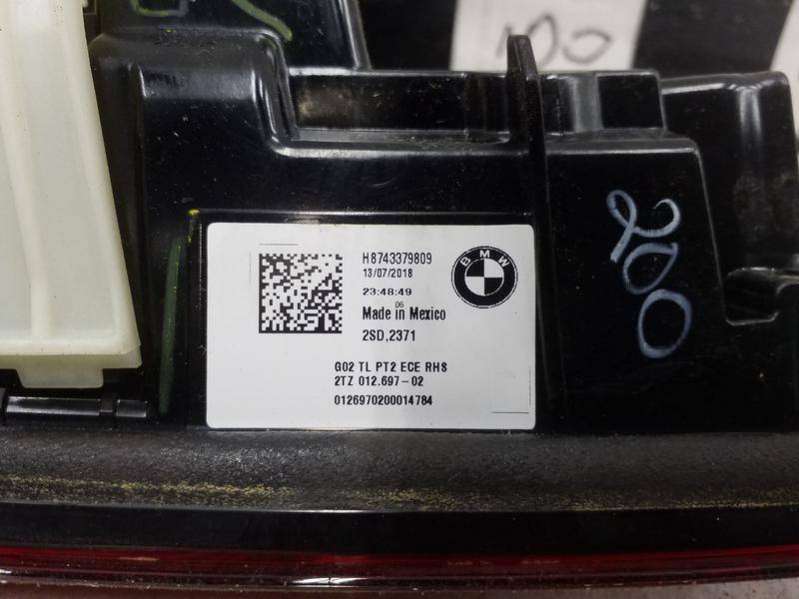 100
200
H8743379809
13/07/2018
23:48:49
06
Made in Mexico
2SD,2371
BMW
G02 TL PT2 ECE RHS
2TZ 012.697-02
0126970200014784